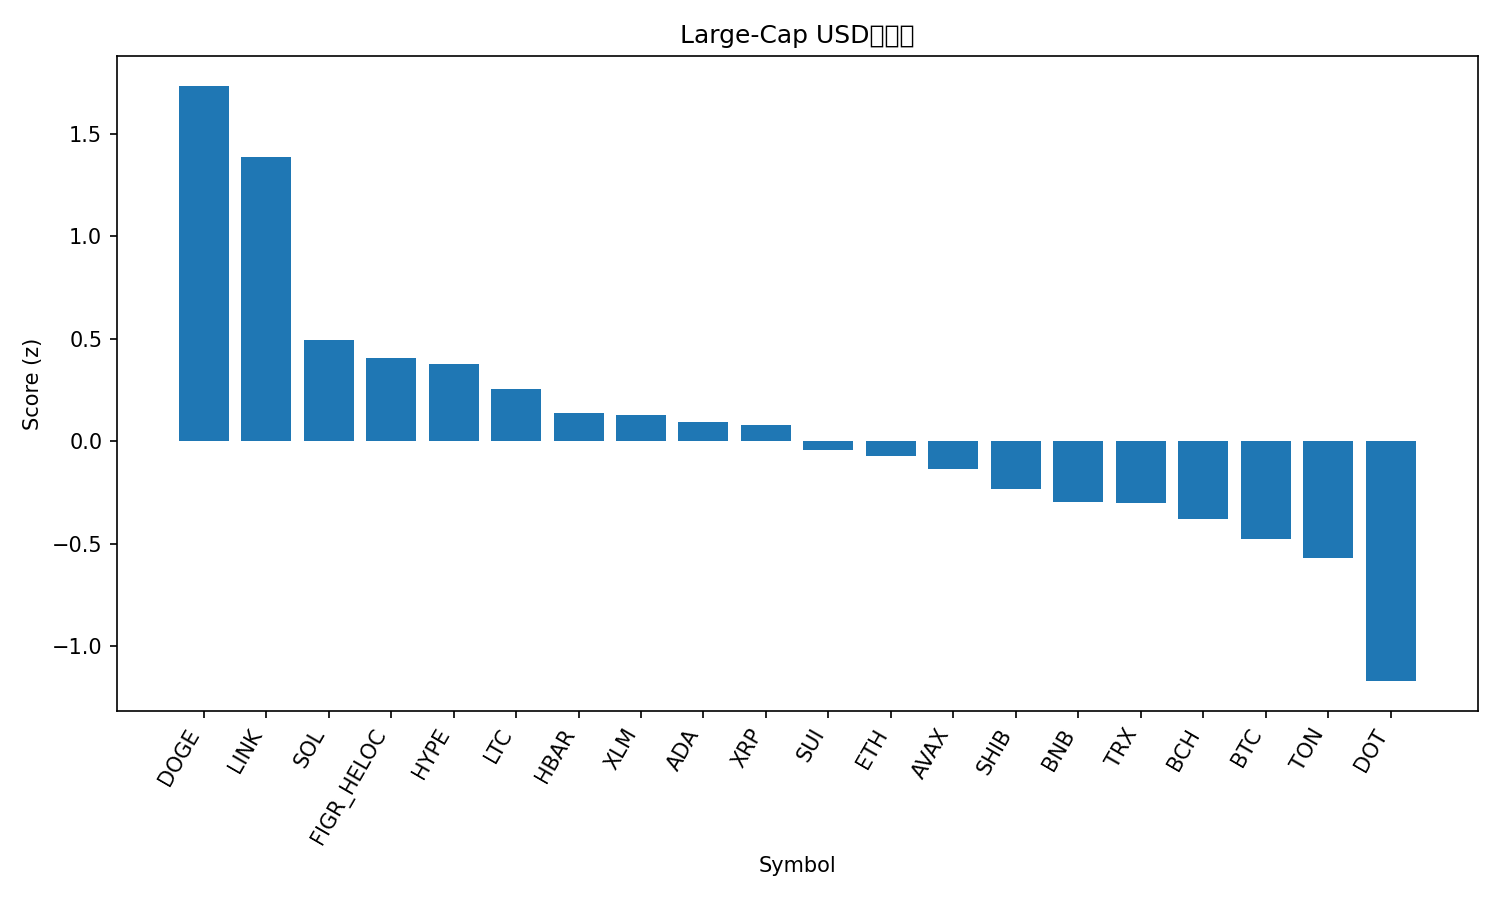 Large-Cap USD
1.5
1.0
0.5
0.0
−0.5
−1.0
Score (z)
DOGE
LINK
SOL
FIGR_HELOC
HYPE
LTC
HBAR
XLM
ADA
XRP
SUI
ETH
AVAX
SHIB
BNB
TRX
BCH
BTC
TON
DOT
Symbol